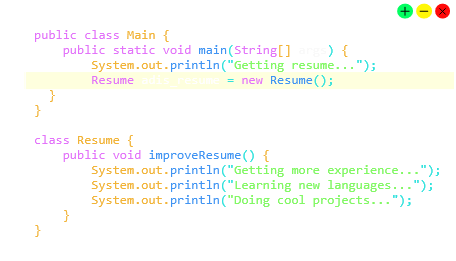 public class Main {
public static void main(String[] args) {
System.out.println("Getting resume...");
Resume = new Resume();
}
}
class Resume {
public void improveResume() {
System.out.println("Getting more experience...");
System.out.println("Learning new languages...");
System.out.println("Doing cool projects...");
}
}